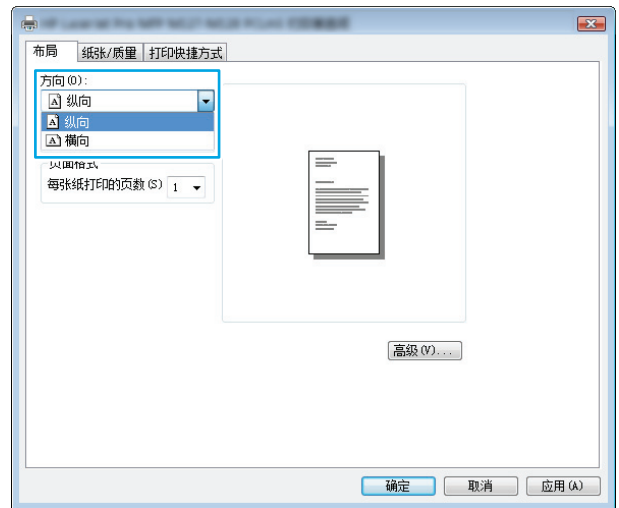 布局
纸张/质量
打印快捷方式
方向(O):
纵向
纵向
横向
页面格式
每张纸打印的页数(S) 1
高级(V)...
确定
取消
应用(A)